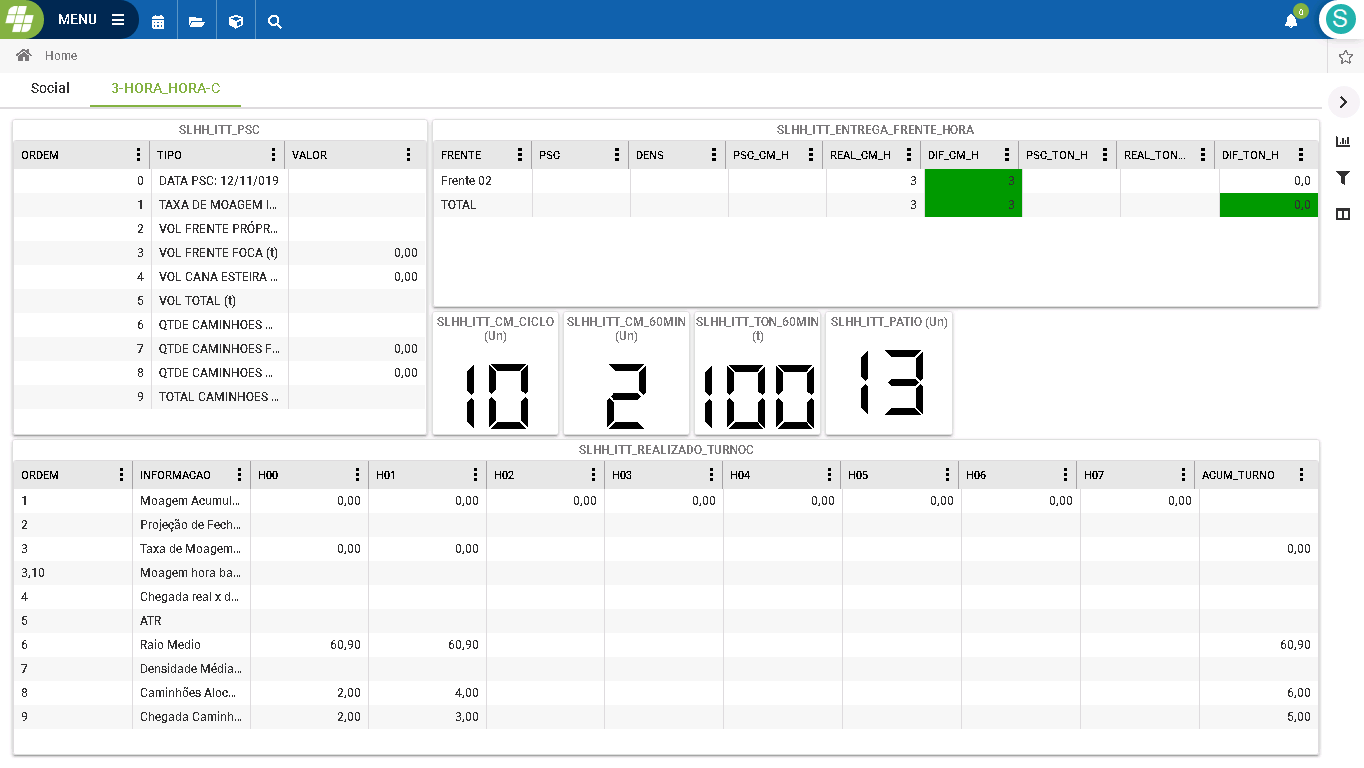 MENU
0
S
Home
Social 3-HORA_HORA-C
SLHH_ITT_PSC
ORDEM TIPO VALOR
0 DATA PSC: 12/11/019
1 TAXA DE MOAGEM I...
2 VOL FRENTE PRÓPR...
3 VOL FRENTE FOCA (t) 0,00
4 VOL CANA ESTEIRA ... 0,00
5 VOL TOTAL (t)
6 QTDE CAMINHOES ...
7 QTDE CAMINHOES F... 0,00
8 QTDE CAMINHOES ... 0,00
9 TOTAL CAMINHOES ...
SLHH_ITT_ENTREGA_FRENTE_HORA
FRENTE PSC DENS PSC_CM_H REAL_CM_H DIF_CM_H PSC_TON_H REAL_TON... DIF_TON_H
Frente 02 3 3 0,0
TOTAL 3 3 0,0
SLHH_ITT_CM_CICLO
(Un)
10
SLHH_ITT_CM_60MIN
(Un)
2
SLHH_ITT_TON_60MIN
(t)
100
SLHH_ITT_PATIO (Un)
13
SLHH_ITT_REALIZADO_TURNOC
ORDEM INFORMACAO H00 H01 H02 H03 H04 H05 H06 H07 ACUM_TURNO
1 Moagem Acumul... 0,00 0,00 0,00 0,00 0,00 0,00 0,00 0,00
2 Projeção de Fech...
3 Taxa de Moagem... 0,00 0,00 0,00
3,10 Moagem hora ba...
4 Chegada real x d...
5 ATR
6 Raio Medio 60,90 60,90 60,90
7 Densidade Média...
8 Caminhões Aloc... 2,00 4,00 6,00
9 Chegada Caminh... 2,00 3,00 5,00